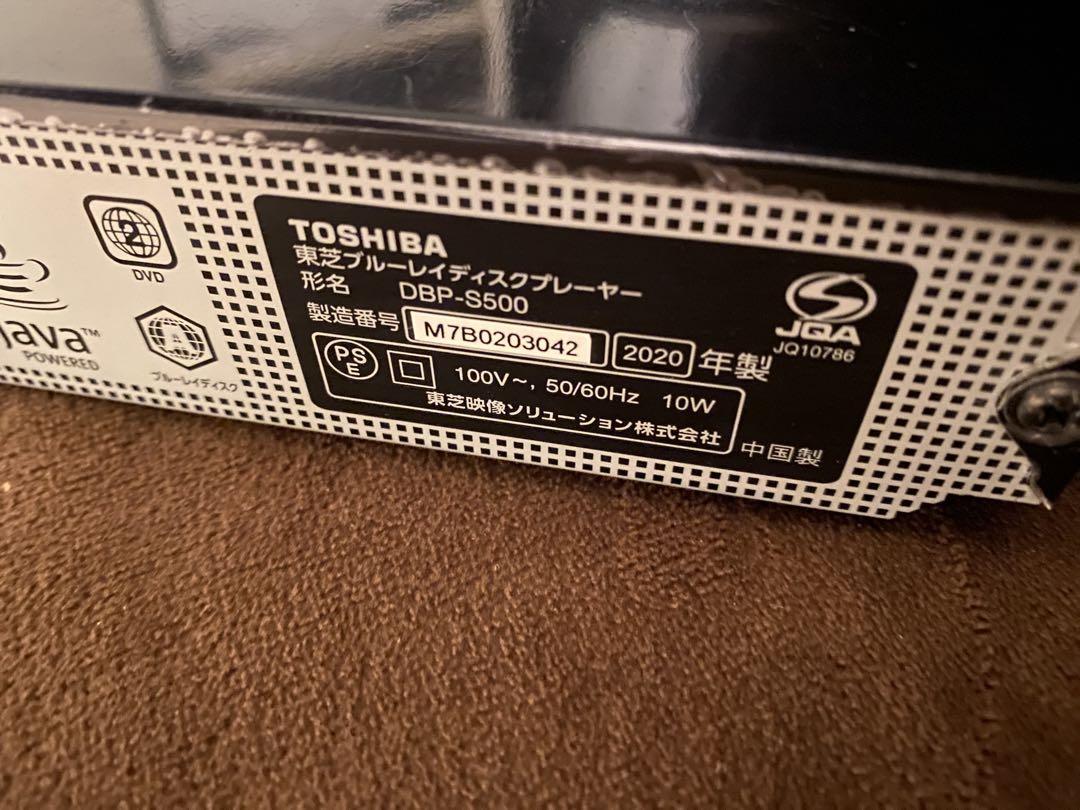 2
DVD
Java™
POWERED
ブルーレイディスク
TOSHIBA
東芝ブルーレイディスクプレーヤー
形名 DBP-S500
製造番号 M7B0203042 2020 年製
PS
E
100V～, 50/60Hz 10W
東芝映像ソリューション株式会社
中国製
JQA
JQ10786